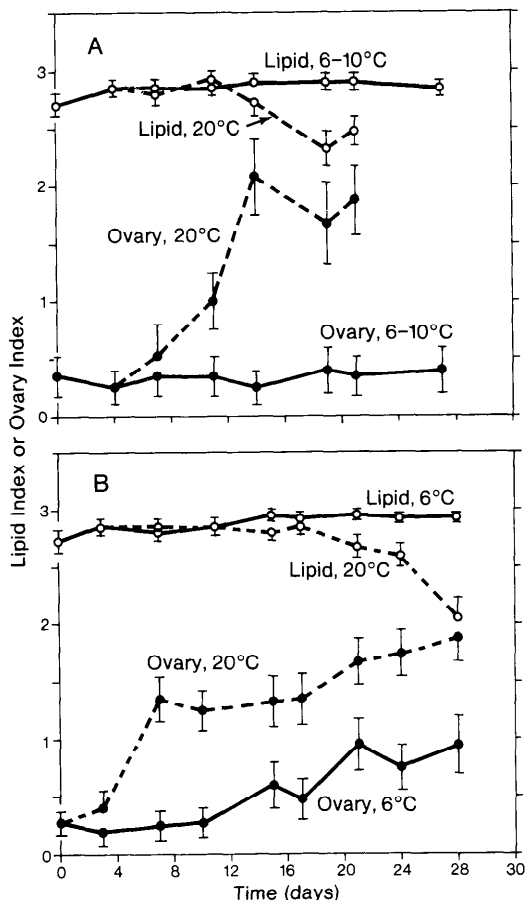 A
Lipid, 6–10°C
3
Lipid, 20°C
2
Ovary, 20°C
1
Ovary, 6–10°C
0
Lipid Index or Ovary Index
B
Lipid, 6°C
3
Lipid, 20°C
2
Ovary, 20°C
1
Ovary, 6°C
0
0 4 8 12 16 20 24 28 30
Time (days)